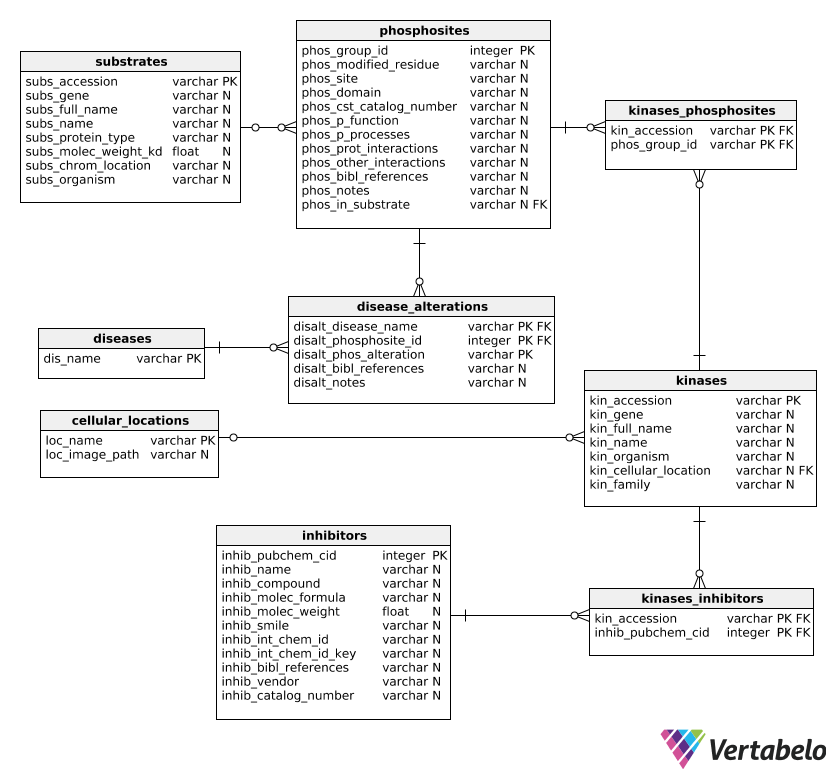 phosphosites
phos_group_id integer PK
phos_modified_residue varchar N
phos_site varchar N
phos_domain varchar N
phos_cst_catalog_number varchar N
phos_p_function varchar N
phos_p_processes varchar N
phos_prot_interactions varchar N
phos_other_interactions varchar N
phos_bibl_references varchar N
phos_notes varchar N
phos_in_substrate varchar N FK
substrates
subs_accession varchar PK
subs_gene varchar N
subs_full_name varchar N
subs_name varchar N
subs_protein_type varchar N
subs_molec_weight_kd float N
subs_chrom_location varchar N
subs_organism varchar N
kinases_phosphosites
kin_accession varchar PK FK
phos_group_id varchar PK FK
disease_alterations
disalt_disease_name varchar PK FK
disalt_phosphosite_id integer PK FK
disalt_phos_alteration varchar PK
disalt_bibl_references varchar N
disalt_notes varchar N
diseases
dis_name varchar PK
kinases
kin_accession varchar PK
kin_gene varchar N
kin_full_name varchar N
kin_name varchar N
kin_organism varchar N
kin_cellular_location varchar N FK
kin_family varchar N
cellular_locations
loc_name varchar PK
loc_image_path varchar N
inhibitors
inhib_pubchem_cid integer PK
inhib_name varchar N
inhib_compound varchar N
inhib_molec_formula varchar N
inhib_molec_weight float N
inhib_smile varchar N
inhib_int_chem_id varchar N
inhib_int_chem_id_key varchar N
inhib_bibl_references varchar N
inhib_vendor varchar N
inhib_catalog_number varchar N
kinases_inhibitors
kin_accession varchar PK FK
inhib_pubchem_cid integer PK FK
Vertabelo